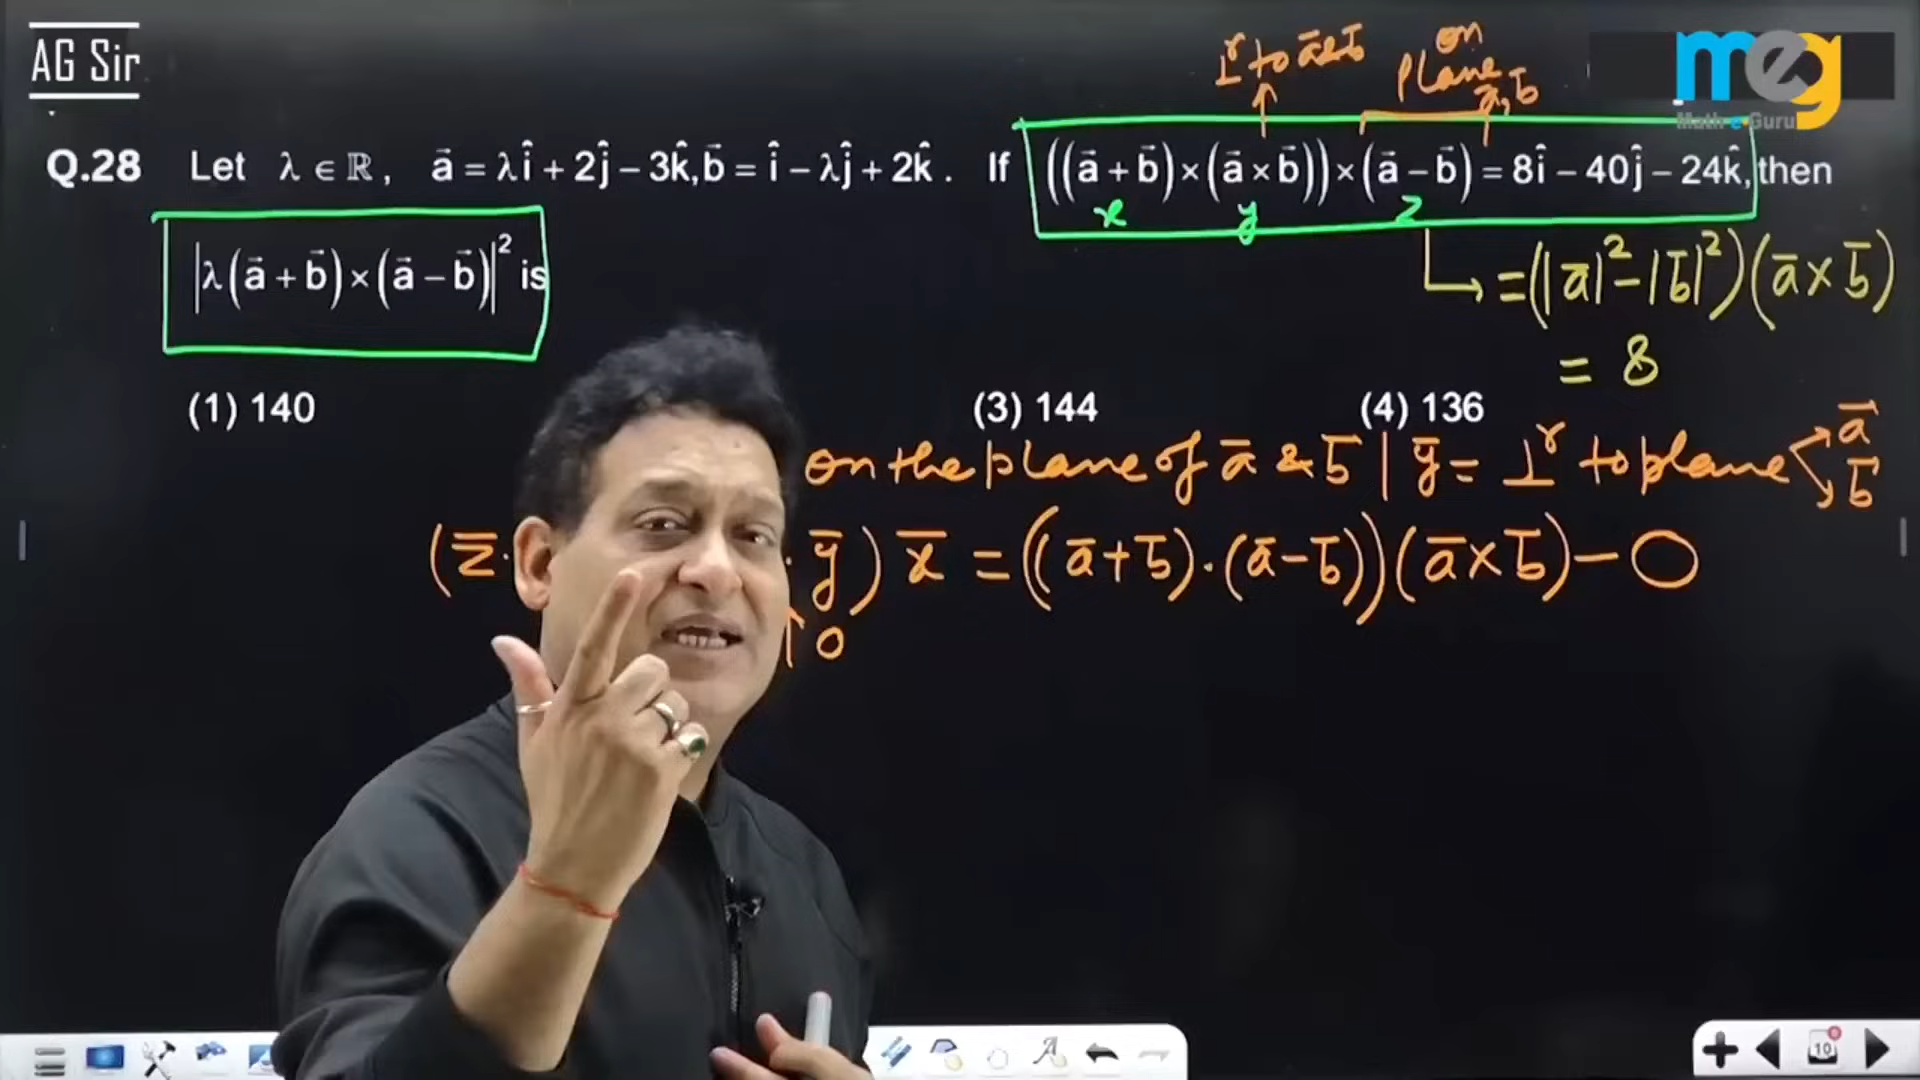 AG Sir
meg
Math e Guru
⊥ʳ to a̅ & b̅
on
plane
a̅, b̅
Q.28 Let λ ∈ ℝ, a⃗ = λî + 2ĵ − 3k̂, b⃗ = î − λĵ + 2k̂. If ((a⃗ + b⃗) × (a⃗ × b⃗)) × (a⃗ − b⃗) = 8î − 40ĵ − 24k̂, then
x y z
|λ(a⃗ + b⃗) × (a⃗ − b⃗)|² is
= (|a̅|² − |b̅|²)(a̅ × b̅)
= 8
(1) 140 (3) 144 (4) 136
on the plane of a̅ & b̅ | y̅ = ⊥ʳ to plane a̅ b̅
(z̅. . y̅) x̅ = ((a̅ + b̅) . (a̅ − b̅))(a̅ × b̅) − 0
0
10